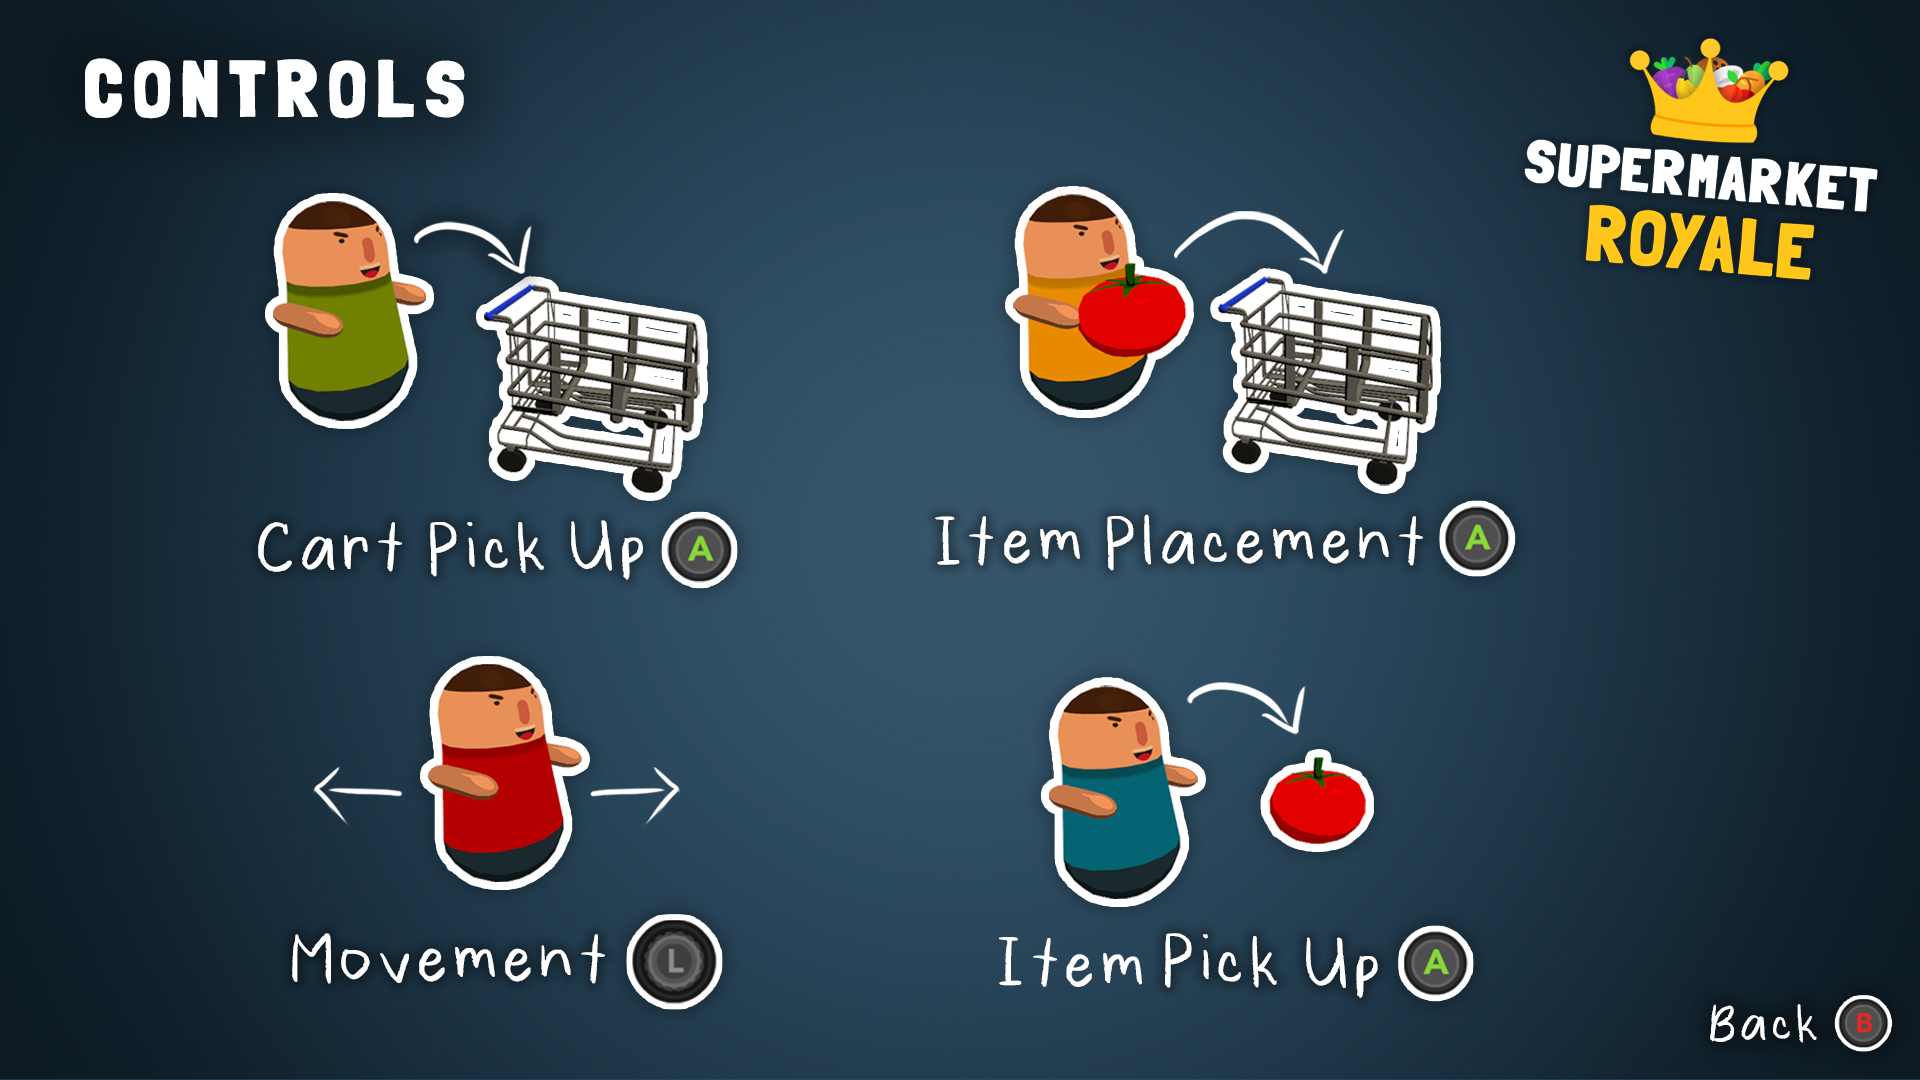 CONTROLS
SUPERMARKET
ROYALE
Cart Pick Up A
Item Placement A
Movement L
Item Pick Up A
Back B